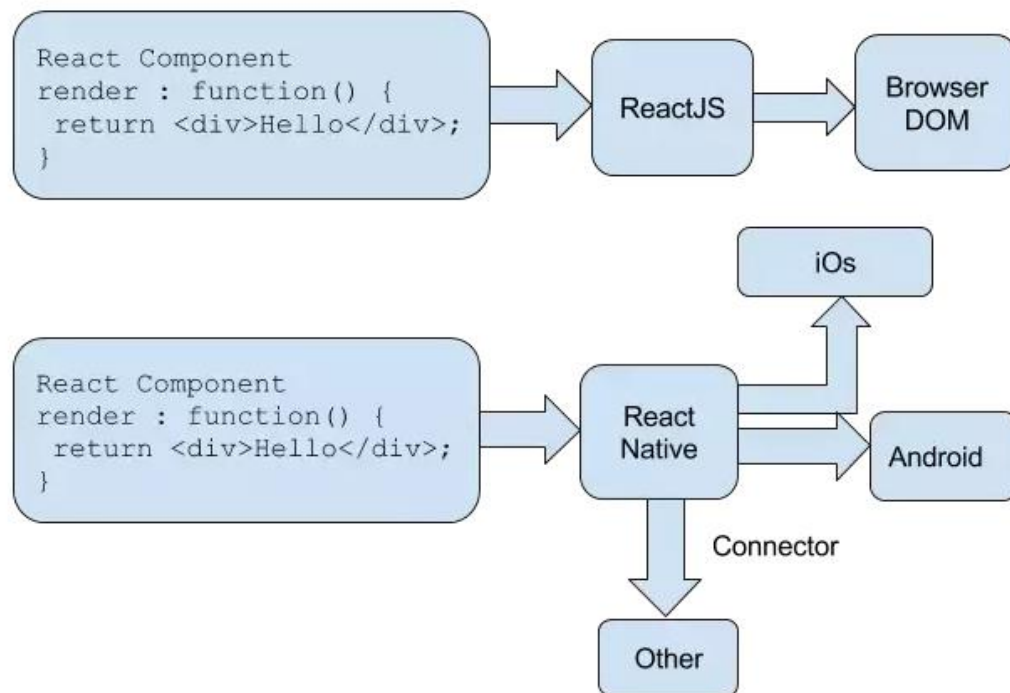 React Component
render : function() {
 return <div>Hello</div>;
}
ReactJS
Browser
DOM
iOs
React Component
render : function() {
 return <div>Hello</div>;
}
React
Native
Android
Connector
Other